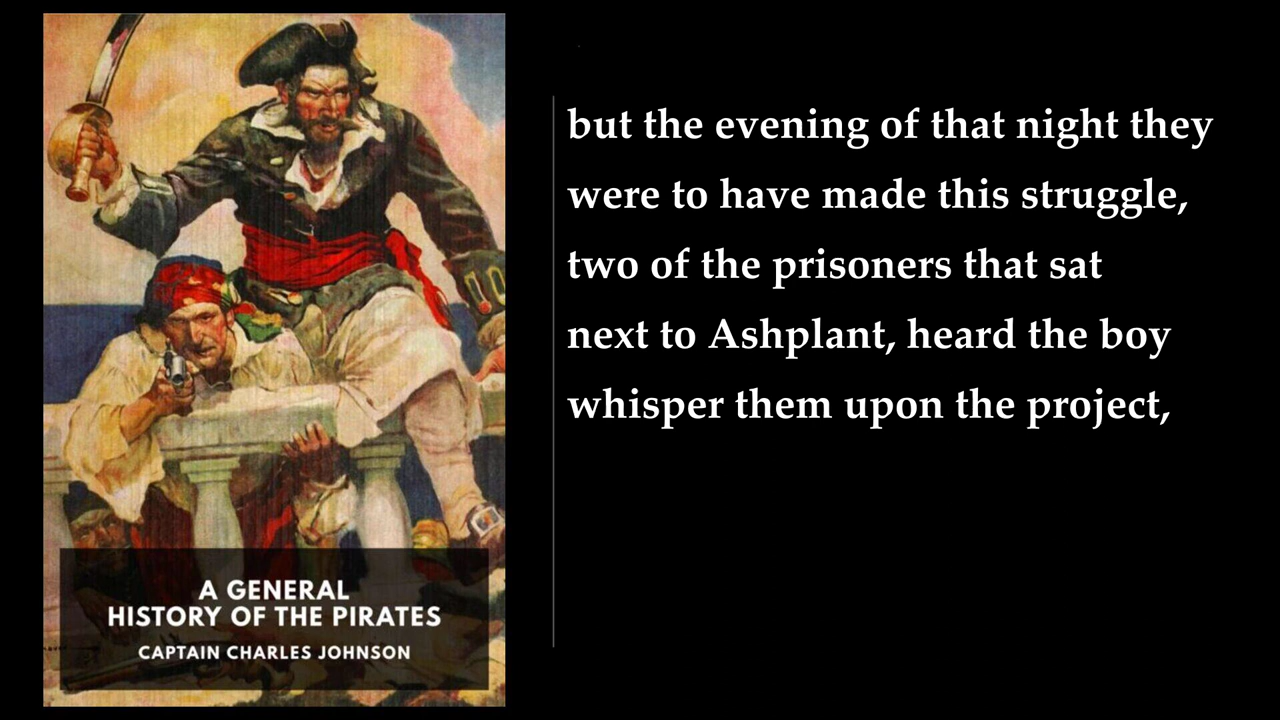 but the evening of that night they
were to have made this struggle,
two of the prisoners that sat
next to Ashplant, heard the boy
whisper them upon the project,
A GENERAL
HISTORY OF THE PIRATES
CAPTAIN CHARLES JOHNSON